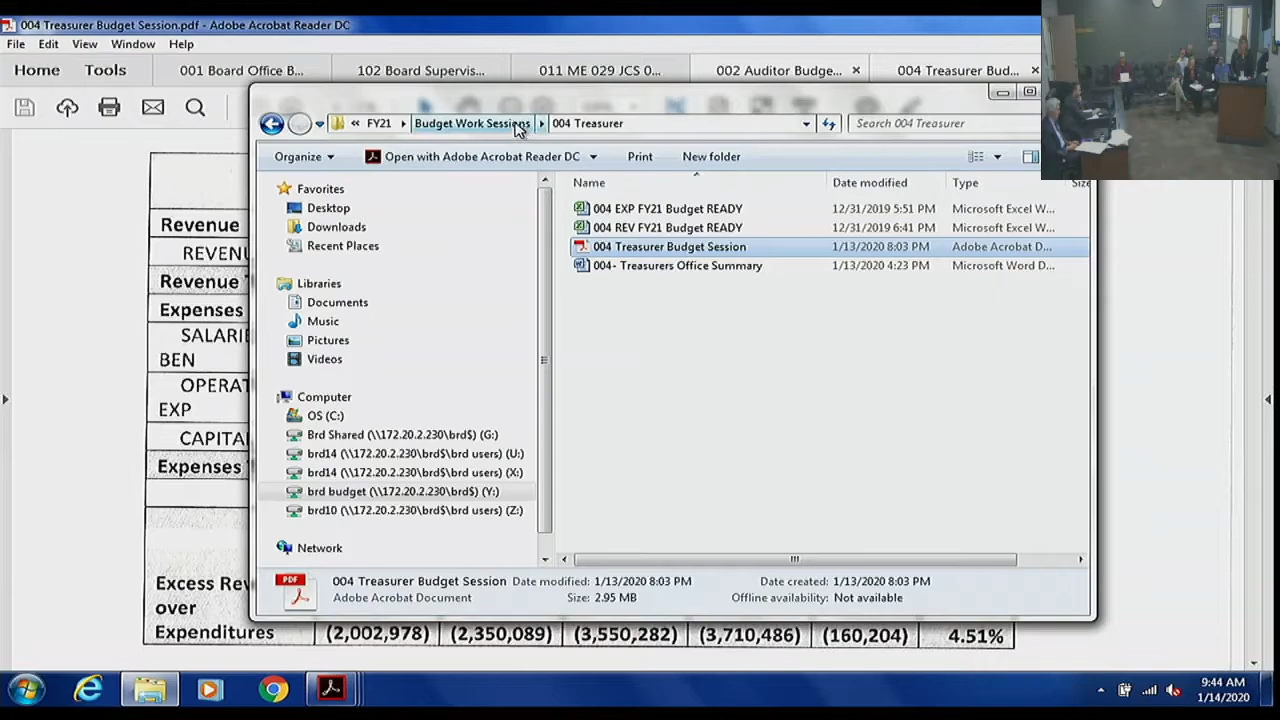 004 Treasurer Budget Session.pdf - Adobe Acrobat Reader DC
File Edit View Window Help
Home Tools 001 Board Office B... 102 Board Supervis... 011 ME 029 JCS 0... 002 Auditor Budge... × 004 Treasurer Bud... ×
« FY21 Budget Work Sessions 004 Treasurer Search 004 Treasurer
Organize Open with Adobe Acrobat Reader DC Print New folder
Favorites
Desktop
Downloads
Recent Places
Libraries
Documents
Music
Pictures
Videos
Computer
OS (C:)
Brd Shared (\\172.20.2.230\brd$) (G:)
brd14 (\\172.20.2.230\brd$\brd users) (U:)
brd14 (\\172.20.2.230\brd$\brd users) (X:)
brd budget (\\172.20.2.230\brd$) (Y:)
brd10 (\\172.20.2.230\brd$\brd users) (Z:)
Network
Name Date modified Type Size
004 EXP FY21 Budget READY 12/31/2019 5:51 PM Microsoft Excel W...
004 REV FY21 Budget READY 12/31/2019 6:41 PM Microsoft Excel W...
004 Treasurer Budget Session 1/13/2020 8:03 PM Adobe Acrobat D...
004- Treasurers Office Summary 1/13/2020 4:23 PM Microsoft Word D...
PDF
004 Treasurer Budget Session Date modified: 1/13/2020 8:03 PM Date created: 1/13/2020 8:03 PM
Adobe Acrobat Document Size: 2.95 MB Offline availability: Not available
Revenue
REVENU
Revenue
Expenses
SALARIE
BEN
OPERAT
EXP
CAPITAL
Expenses
Excess Rev
over
Expenditures (2,002,978) (2,350,089) (3,550,282) (3,710,486) (160,204) 4.51%
9:44 AM
1/14/2020